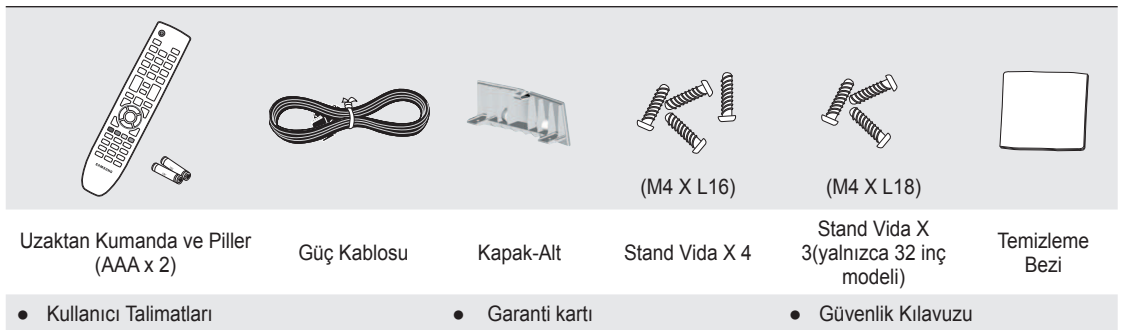 (M4 X L16)
(M4 X L18)
Uzaktan Kumanda ve Piller
(AAA x 2)
Güç Kablosu
Kapak-Alt
Stand Vida X 4
Stand Vida X
3(yalnızca 32 inç
modeli)
Temizleme
Bezi
● Kullanıcı Talimatları
● Garanti kartı
● Güvenlik Kılavuzu